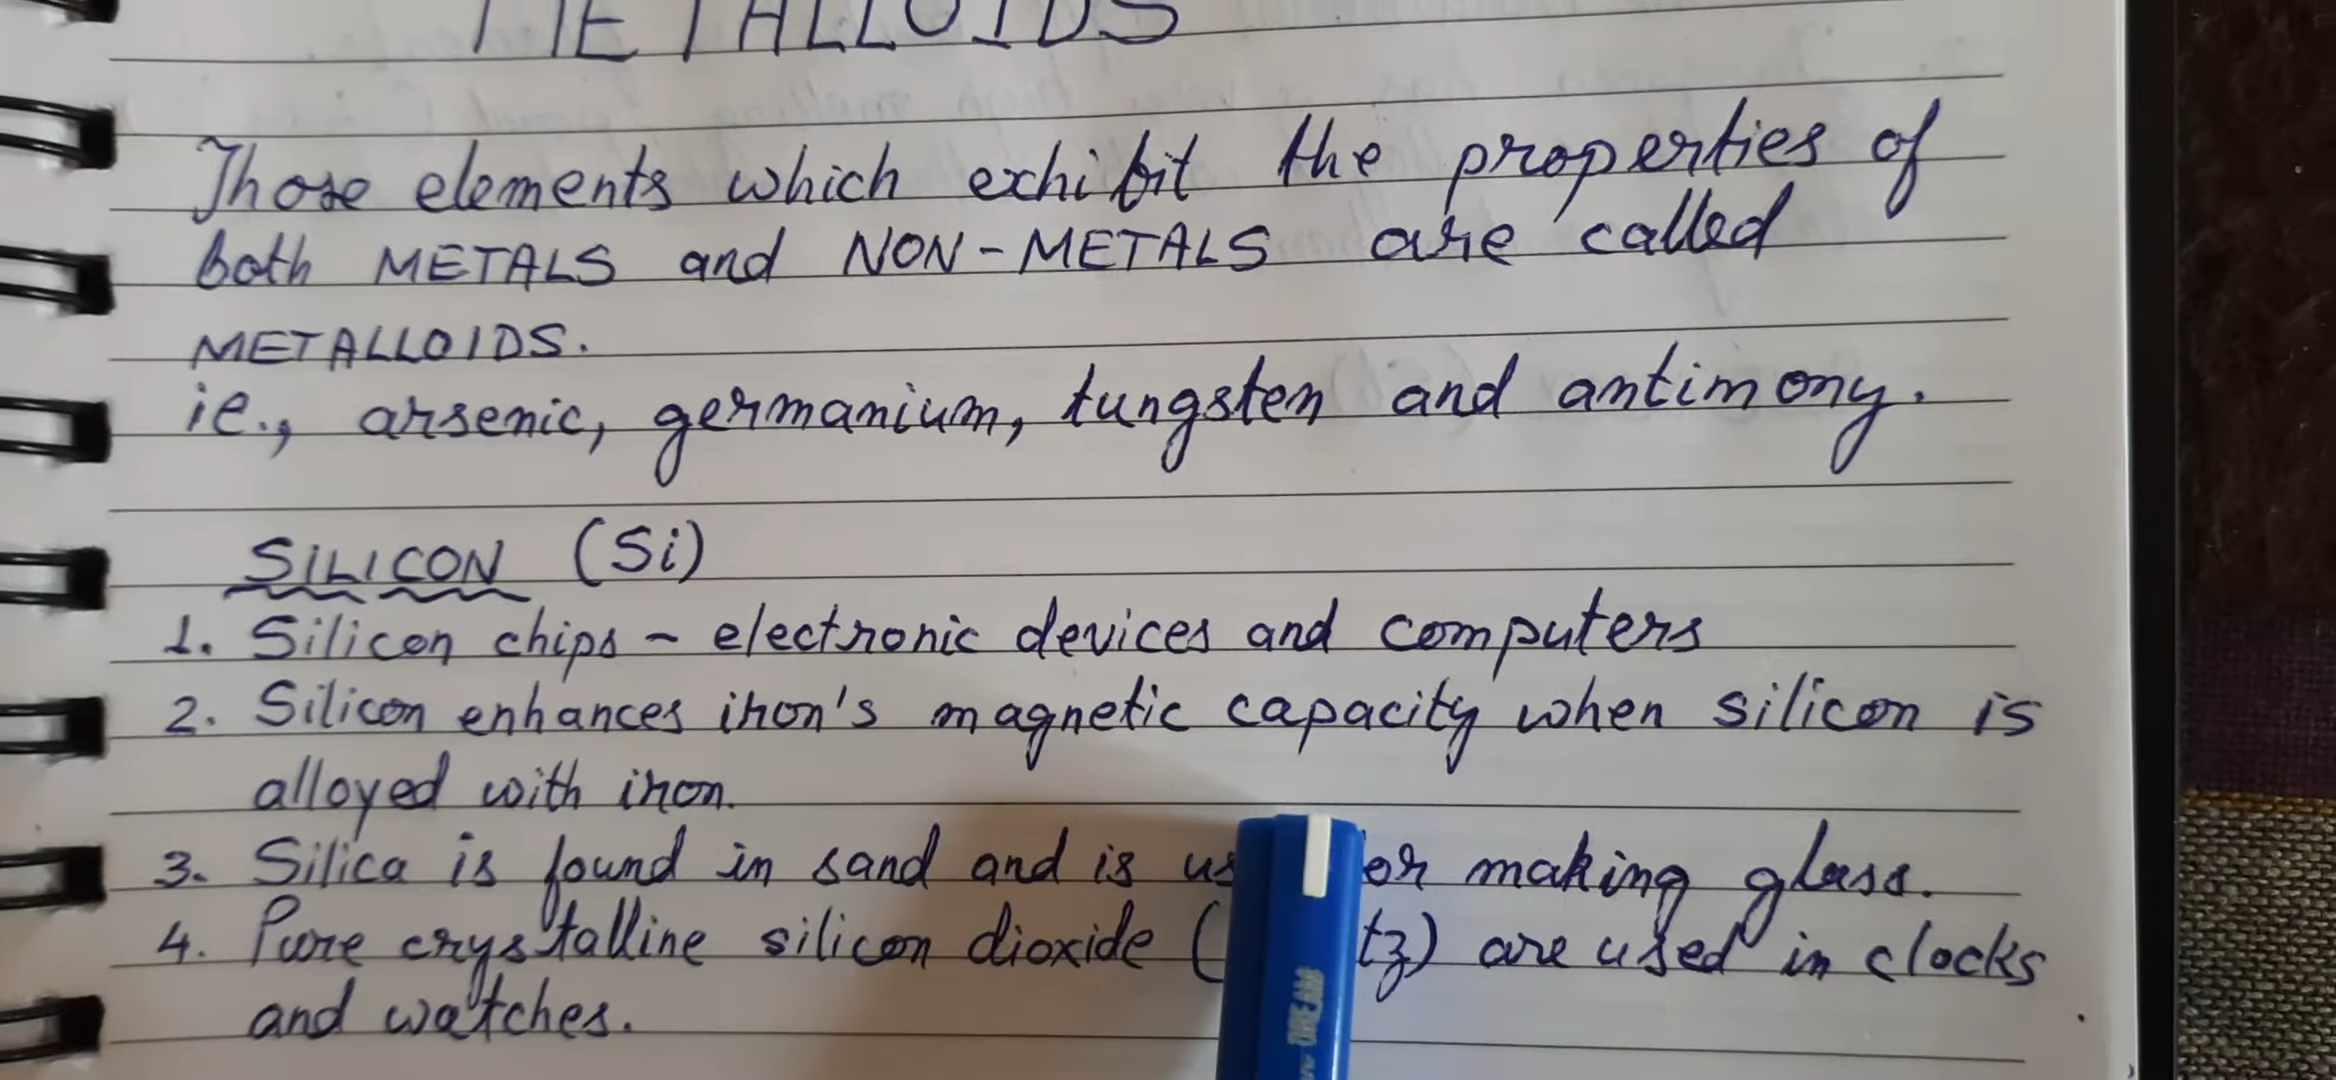 METALLOIDS
Those elements which exhibit the properties of
both METALS and NON-METALS are called
METALLOIDS.
ie., arsenic, germanium, tungsten and antimony.
SILICON (Si)
1. Silicon chips - electronic devices and computers
2. Silicon enhances iron's magnetic capacity when silicon is
alloyed with iron.
3. Silica is found in sand and is us or making glass.
4. Pure crystalline silicon dioxide ( tz) are used in clocks
and watches.
DREAM